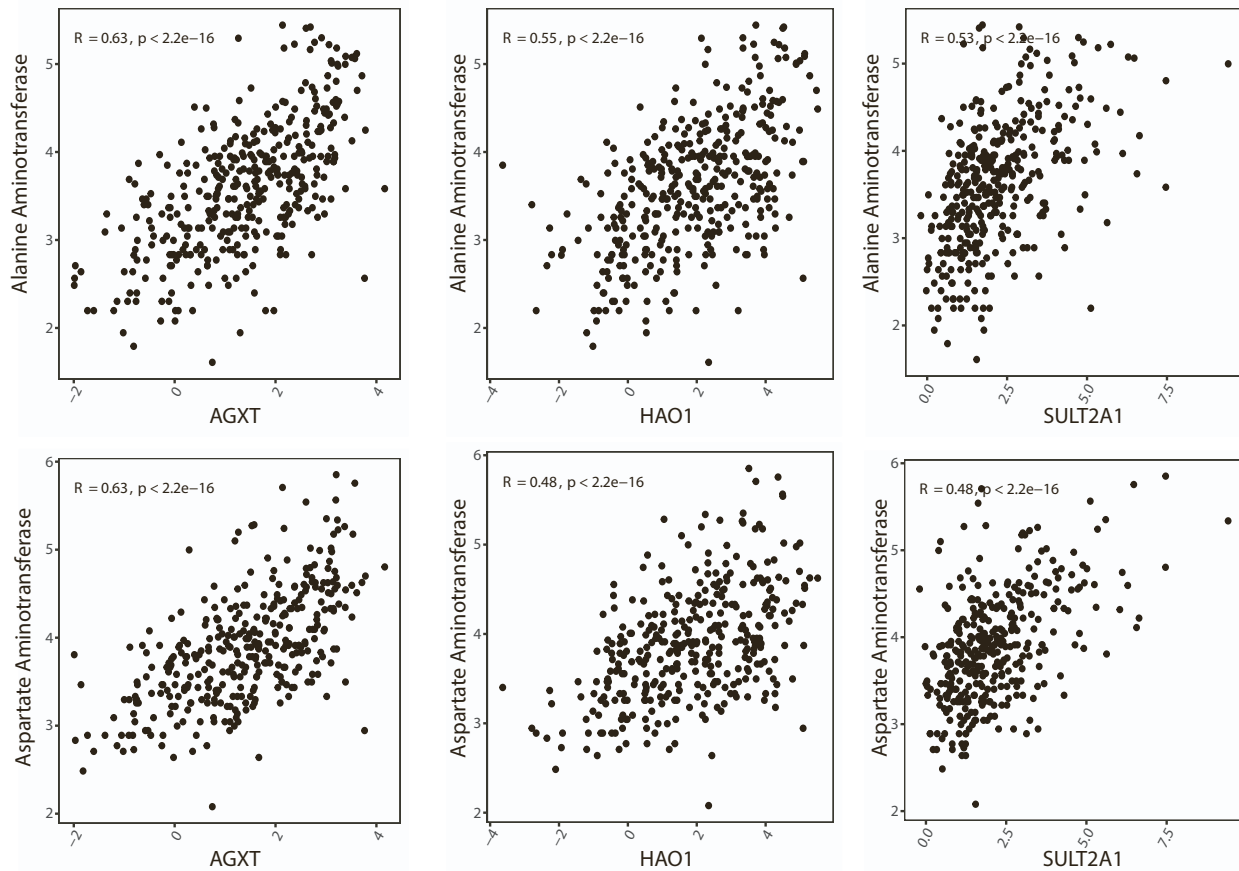 R = 0.63, p < 2.2e−16
Alanine Aminotransferase
5
4
3
2
−2
0
2
4
AGXT
R = 0.55, p < 2.2e−16
Alanine Aminotransferase
5
4
3
2
−4
−2
0
2
4
HAO1
R = 0.53, p < 2.2e−16
Alanine Aminotransferase
5
4
3
2
0.0
2.5
5.0
7.5
SULT2A1
R = 0.63, p < 2.2e−16
Aspartate Aminotransferase
6
5
4
3
2
−2
0
2
4
AGXT
R = 0.48, p < 2.2e−16
Aspartate Aminotransferase
6
5
4
3
2
−4
−2
0
2
4
HAO1
R = 0.48, p < 2.2e−16
Aspartate Aminotransferase
6
5
4
3
2
0.0
2.5
5.0
7.5
SULT2A1